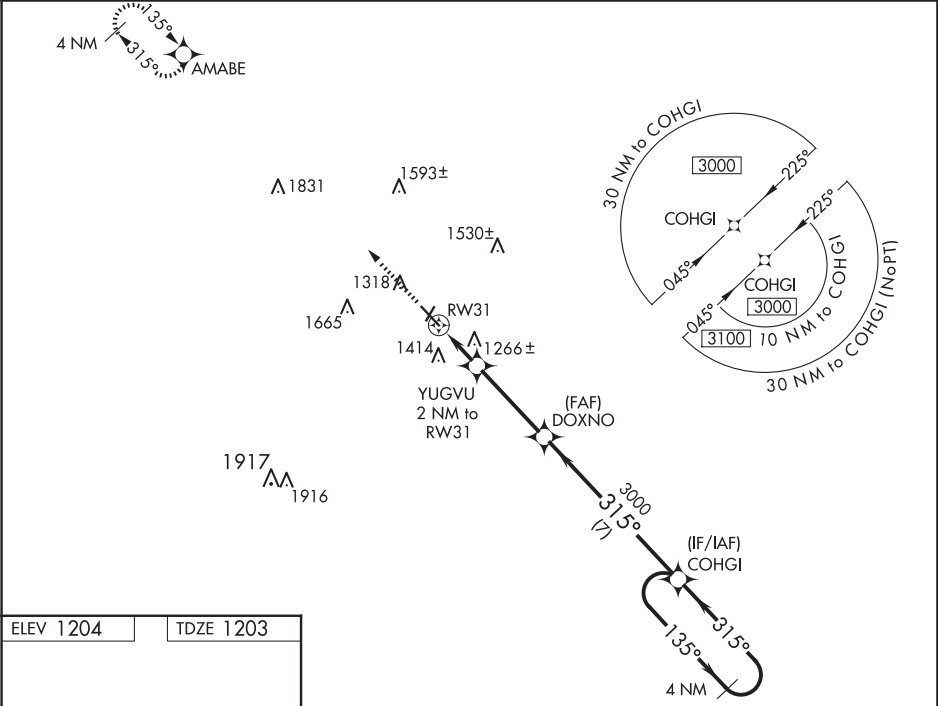 135°
4 NM
315°
AMABE
30 NM to COHGI
3000
225°
COHGI
045°
225°
COHGI
3000
10 NM to COHGI
045°
3100
30 NM to COHGI (NoPT)
1831
1593±
1530±
1318
1665
RW31
1414
1266±
YUGVU
2 NM to
RW31
(FAF)
DOXNO
1917
1916
3000
315°
(7)
(IF/IAF)
COHGI
135°
315°
4 NM
ELEV 1204
TDZE 1203